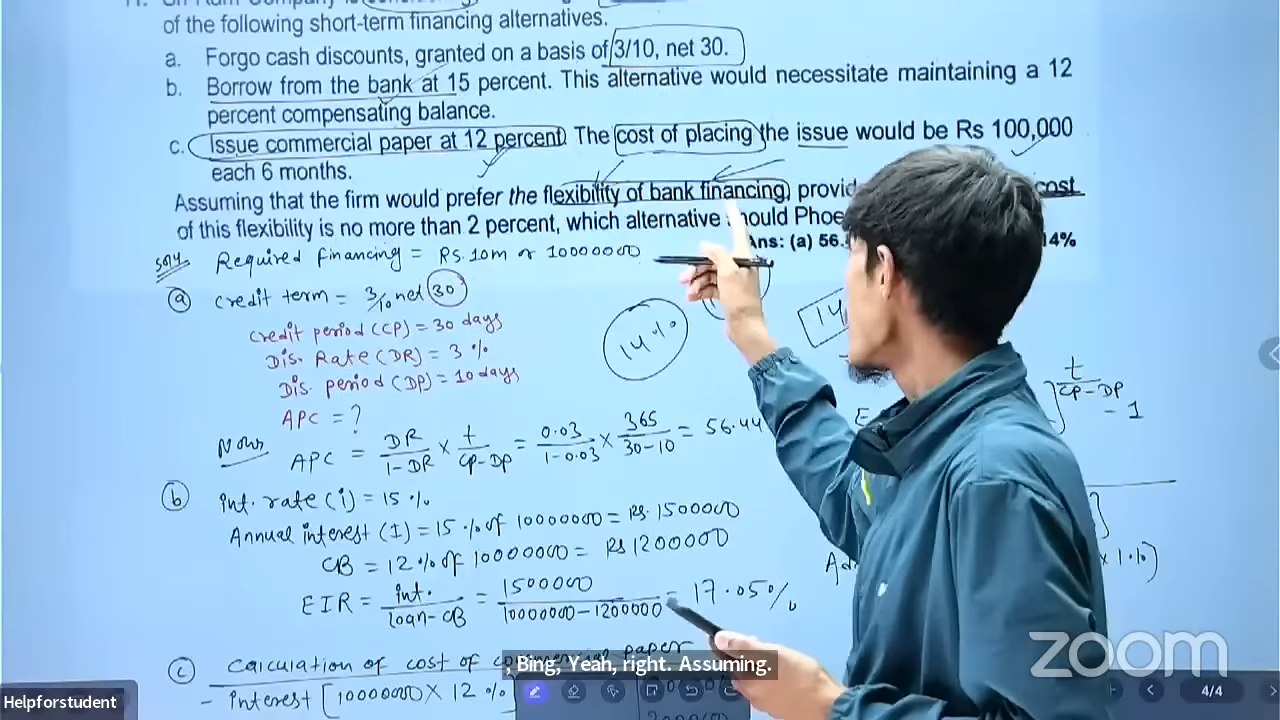 of the following short-term financing alternatives.
a. Forgo cash discounts, granted on a basis of 3/10, net 30.
b. Borrow from the bank at 15 percent. This alternative would necessitate maintaining a 12
percent compensating balance.
c. Issue commercial paper at 12 percent. The cost of placing the issue would be Rs 100,000
each 6 months.
Assuming that the firm would prefer the flexibility of bank financing, provid cost
of this flexibility is no more than 2 percent, which alternative should Phoe
Ans: (a) 56. 14%
Soln Required financing = Rs. 10m or 10000000
(a) Credit term = 3/10 net 30
Credit period (CP) = 30 days
Dis. Rate (DR) = 3 %
Dis. period (DP) = 10 days
APC = ?
14%
14
Now,
APC = DR/1-DR × t/CP-DP = 0.03/1-0.03 × 365/30-10 = 56.44
E ]^t/CP-DP - 1
(b) Int. rate (i) = 15 %
Annual interest (I) = 15 % of 10000000 = Rs. 1500000
CB = 12 % of 10000000 = Rs 1200000
EIR = int./loan-CB = 1500000/10000000-1200000 = 17.05%
(c) Calculation of cost of commercial paper
- Interest [10000000 × 12 %
, Bing, Yeah, right. Assuming.
zoom
Helpforstudent
4/4